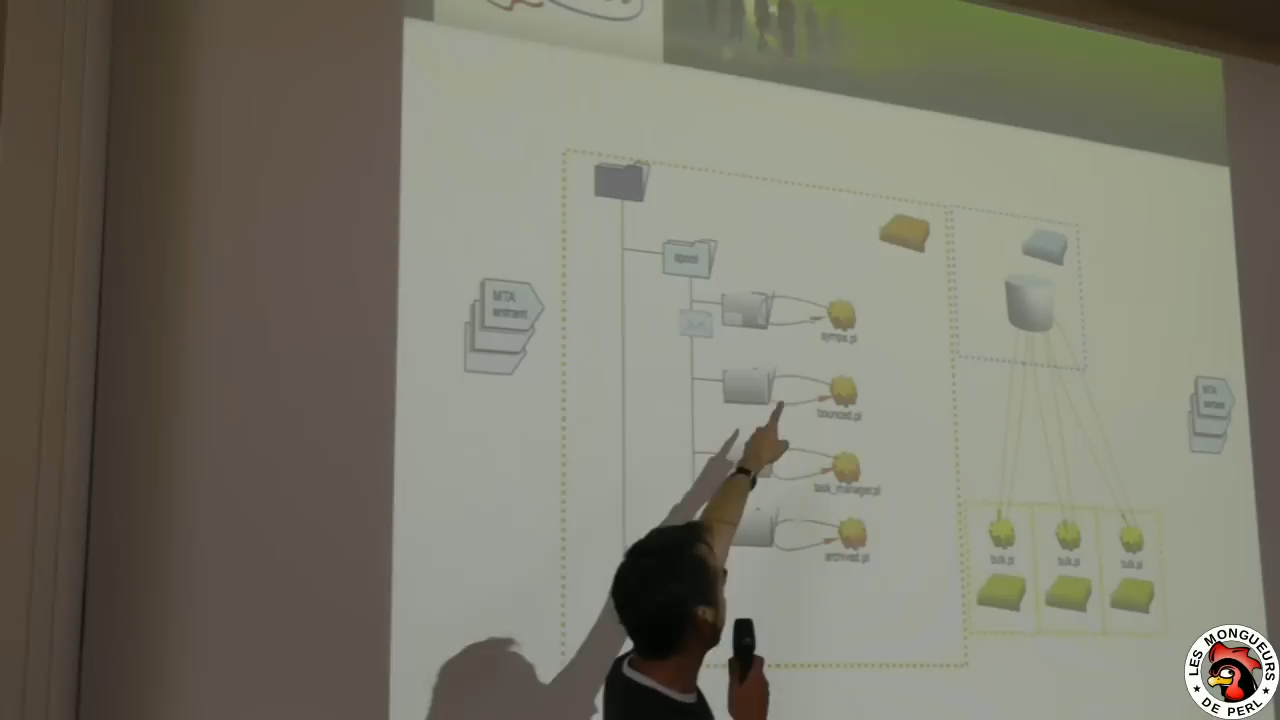 MTA
entrant
spool
sympa.pl
bounced.pl
task_manager.pl
archived.pl
bulk.pl
bulk.pl
bulk.pl
MTA
sortant
LES MONGUEURS
DE PERL